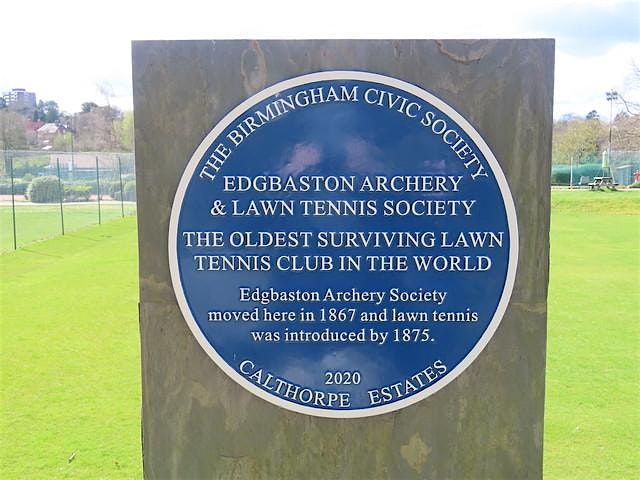 THE BIRMINGHAM CIVIC SOCIETY
EDGBASTON ARCHERY
& LAWN TENNIS SOCIETY
THE OLDEST SURVIVING LAWN
TENNIS CLUB IN THE WORLD
Edgbaston Archery Society
moved here in 1867 and lawn tennis
was introduced by 1875.
2020
CALTHORPE ESTATES